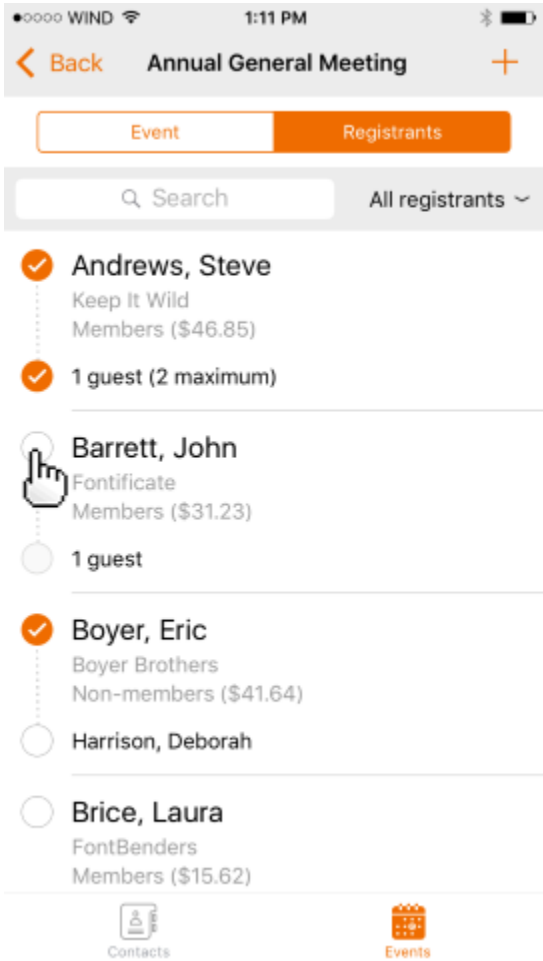 WIND 1:11 PM
Back Annual General Meeting
Event Registrants
Search All registrants
Andrews, Steve
Keep It Wild
Members ($46.85)
1 guest (2 maximum)
Barrett, John
Fontificate
Members ($31.23)
1 guest
Boyer, Eric
Boyer Brothers
Non-members ($41.64)
Harrison, Deborah
Brice, Laura
FontBenders
Members ($15.62)
Contacts Events